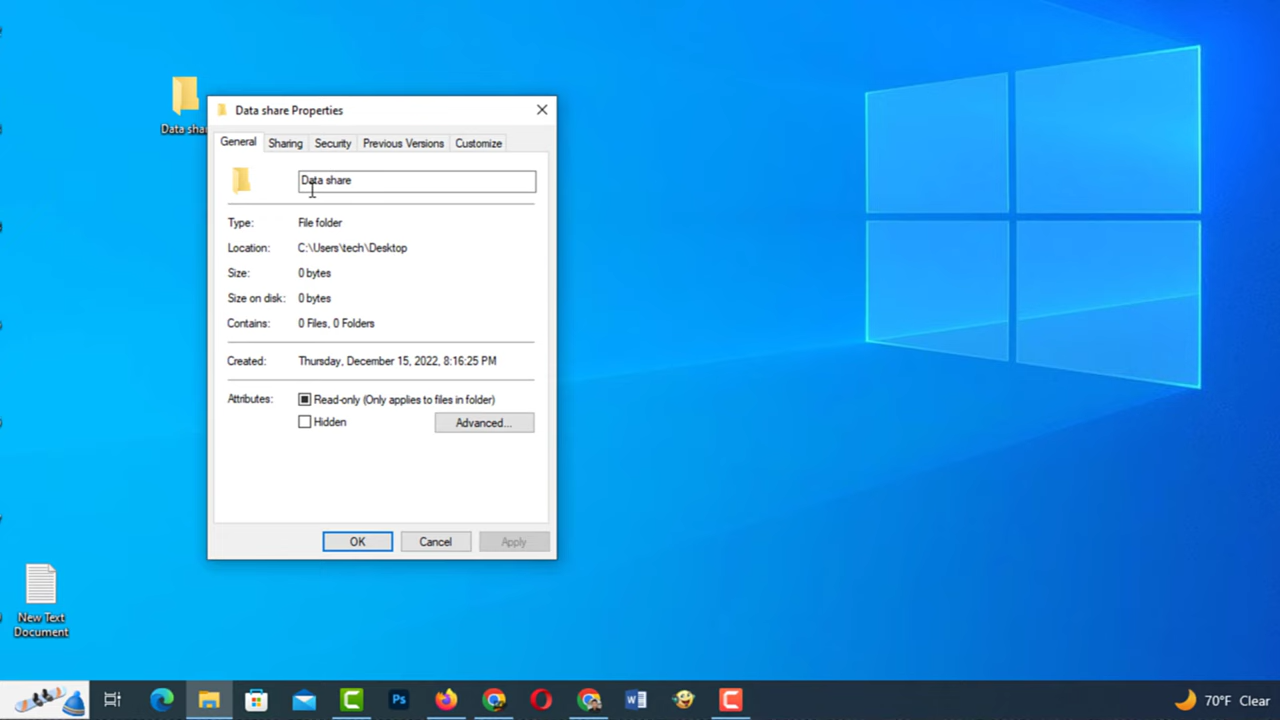 Data share Properties
General Sharing Security Previous Versions Customize
Data share
Type: File folder
Location: C:\Users\tech\Desktop
Size: 0 bytes
Size on disk: 0 bytes
Contains: 0 Files, 0 Folders
Created: Thursday, December 15, 2022, 8:16:25 PM
Attributes: Read-only (Only applies to files in folder)
Hidden Advanced...
OK Cancel Apply
Data shar
New Text
Document
Ps W 70°F Clear